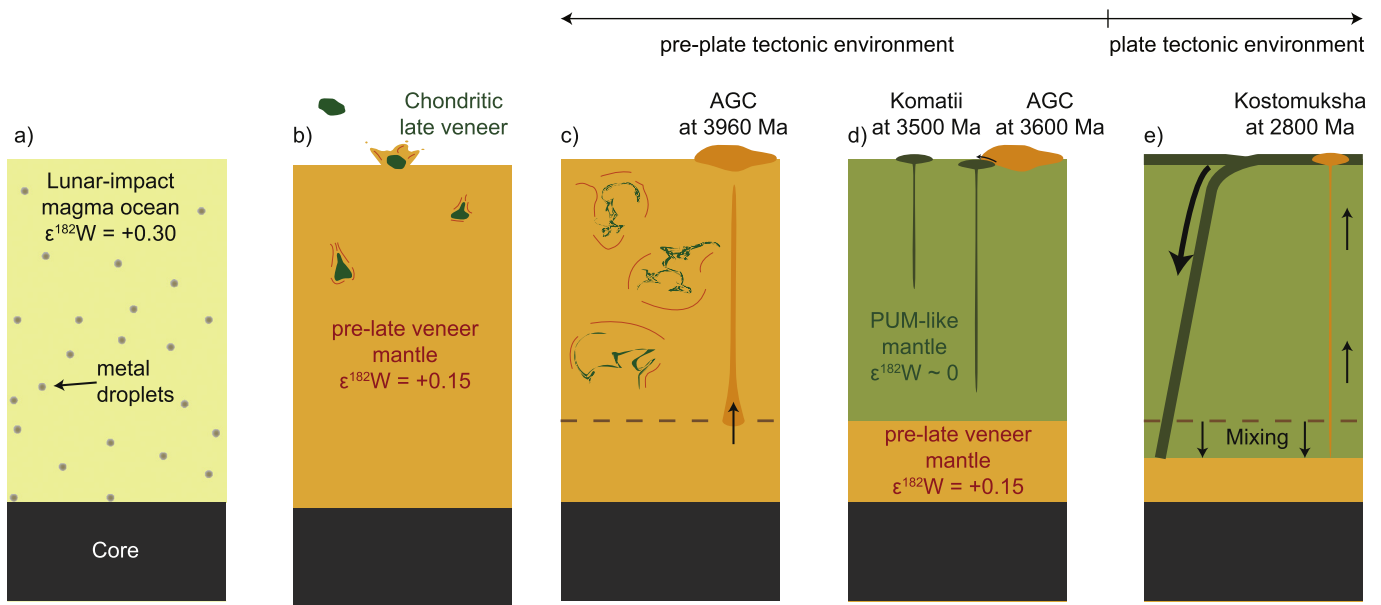 pre-plate tectonic environment
plate tectonic environment
a)
Lunar-impact
magma ocean
ε¹⁸²W = +0.30
metal
droplets
Core
b)
Chondritic
late veneer
pre-late veneer
mantle
ε¹⁸²W = +0.15
c)
AGC
at 3960 Ma
d)
Komatii
at 3500 Ma
AGC
at 3600 Ma
PUM-like
mantle
ε¹⁸²W ~ 0
pre-late veneer
mantle
ε¹⁸²W = +0.15
e)
Kostomuksha
at 2800 Ma
Mixing